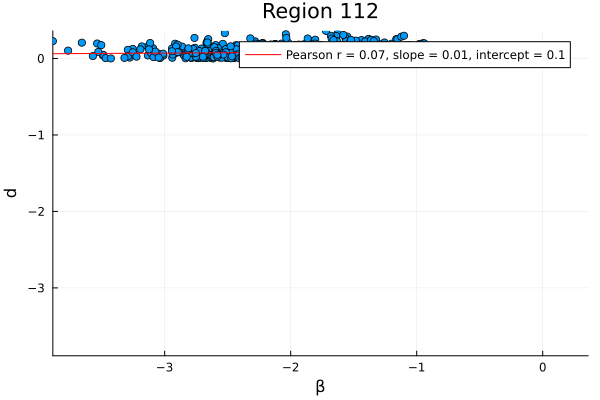 Region 112
Pearson r = 0.07, slope = 0.01, intercept = 0.1
0
−1
−2
−3
d
−3
−2
−1
0
β